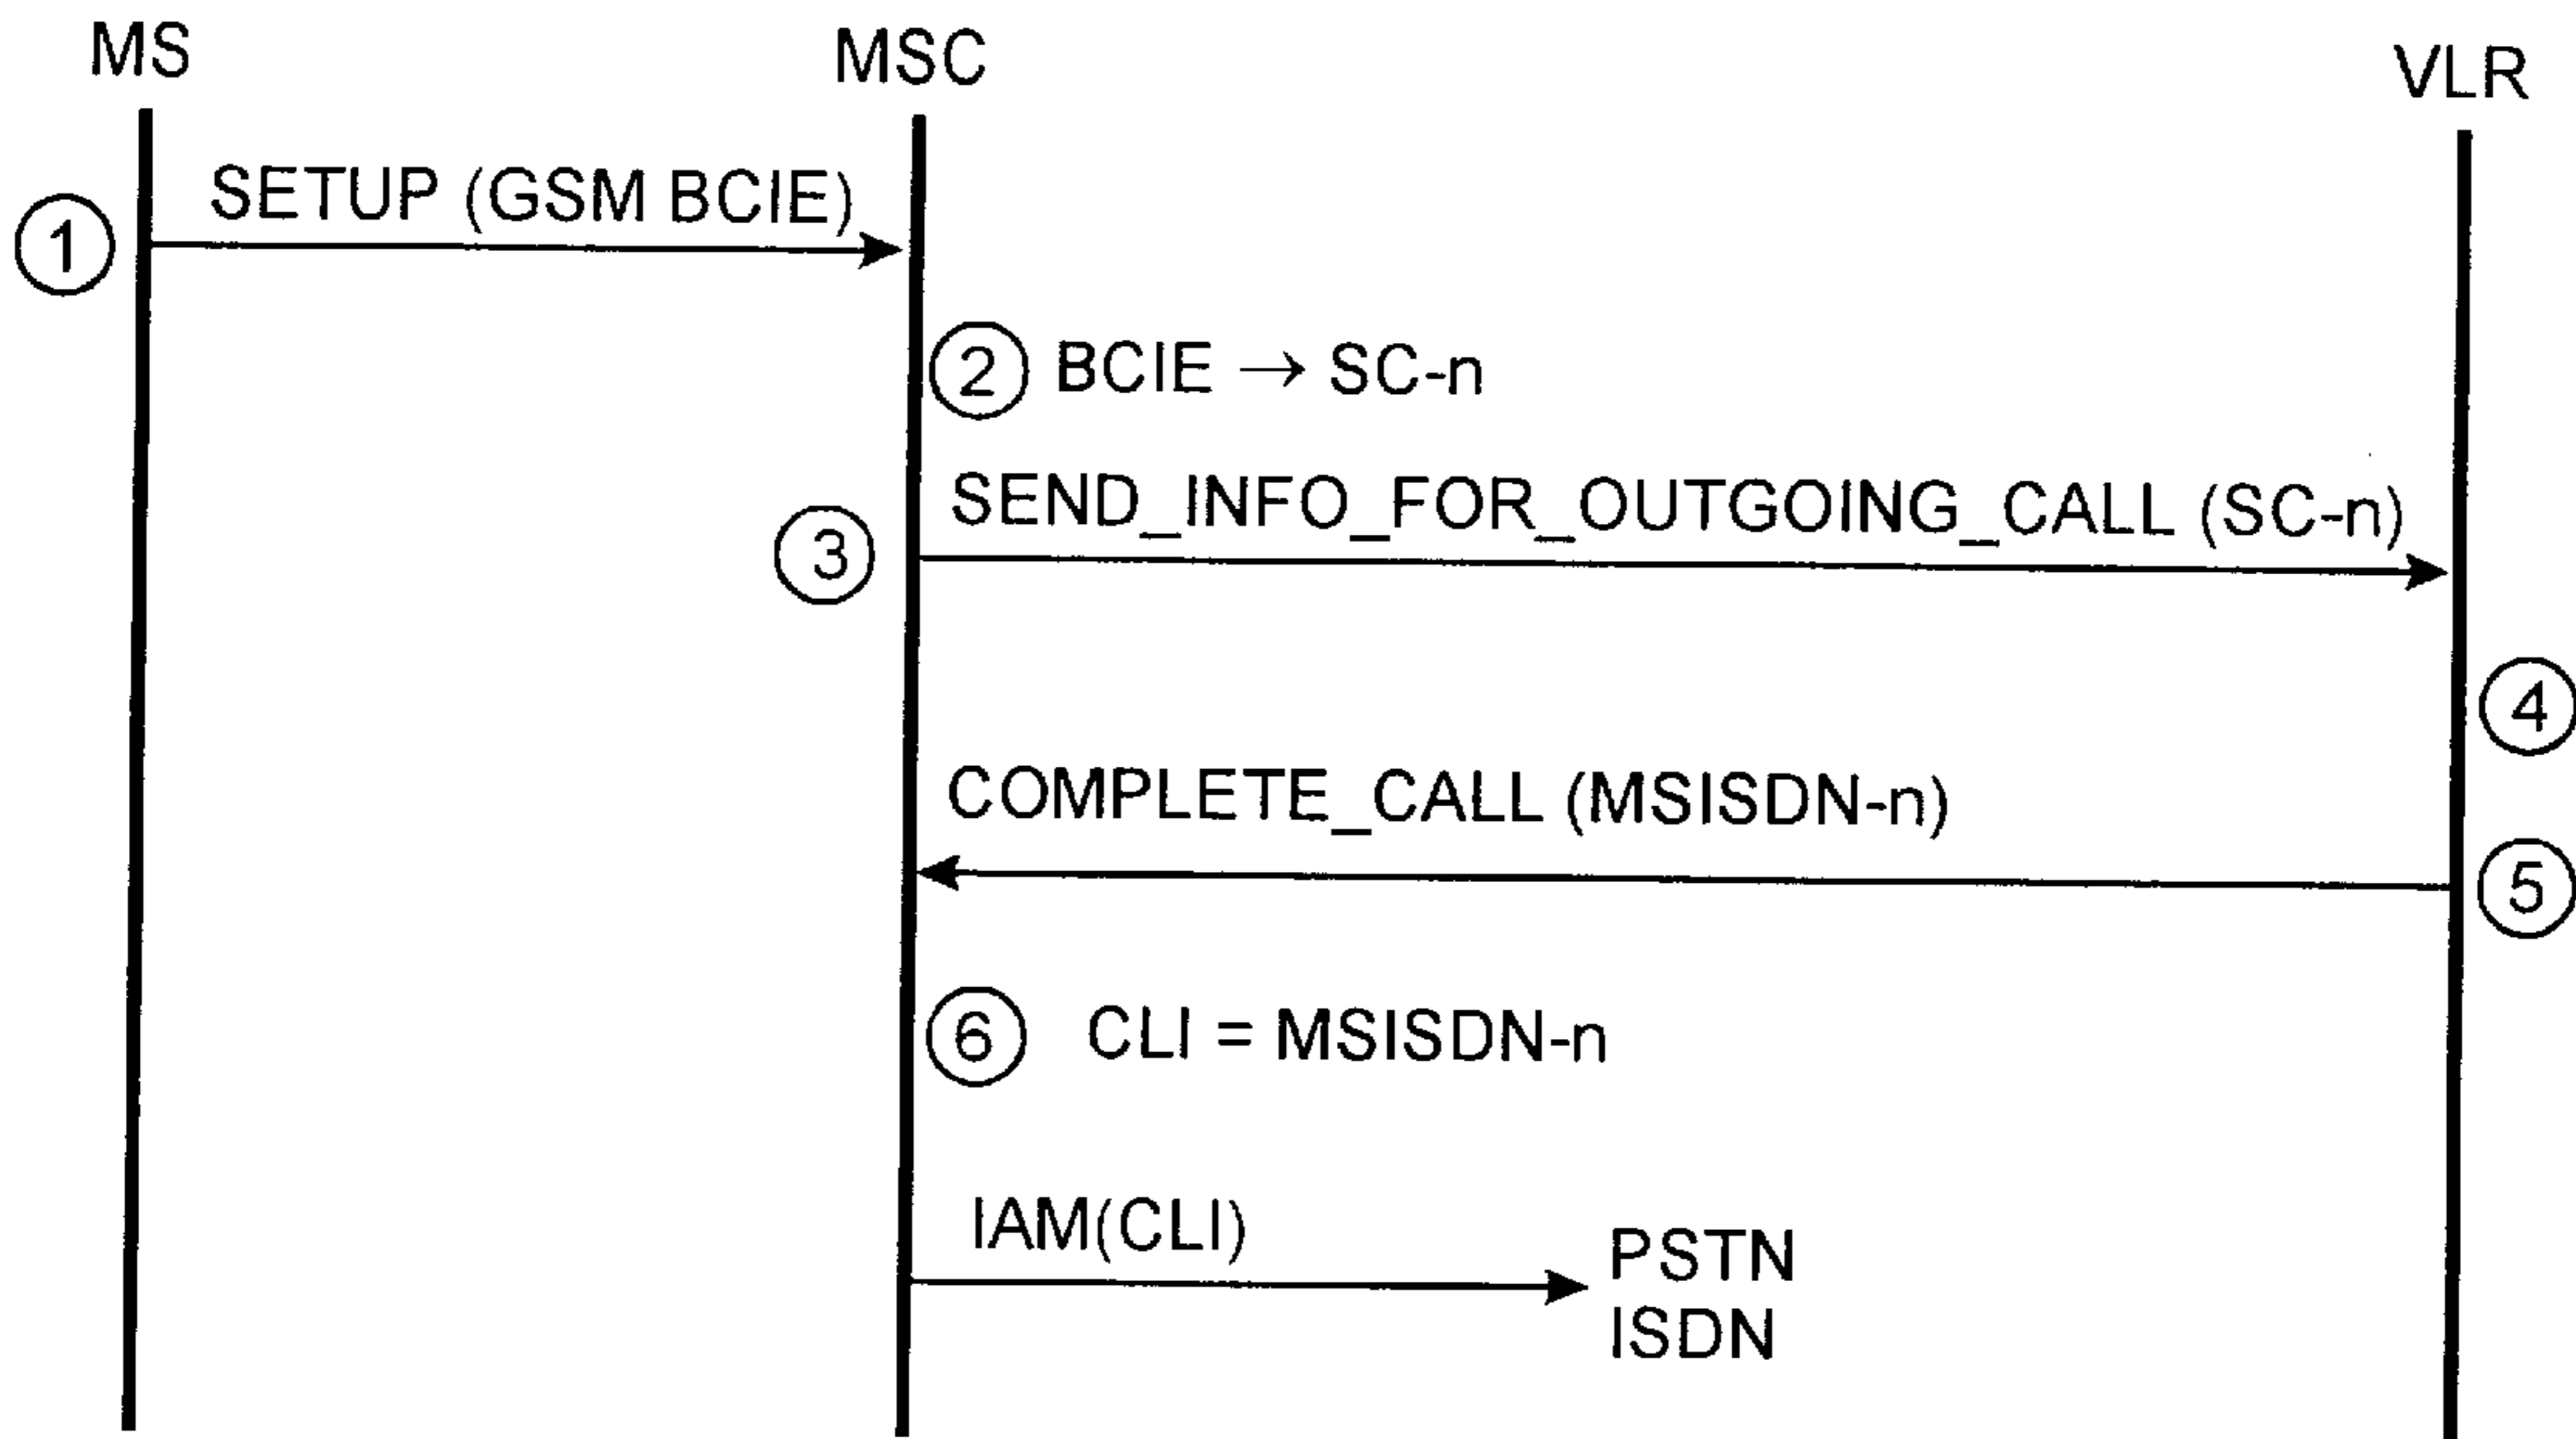 MS
MSC
VLR
SETUP (GSM BCIE)
1
2 BCIE → SC-n
SEND_INFO_FOR_OUTGOING_CALL (SC-n)
3
4
COMPLETE_CALL (MSISDN-n)
5
6 CLI = MSISDN-n
IAM(CLI)
PSTN
ISDN